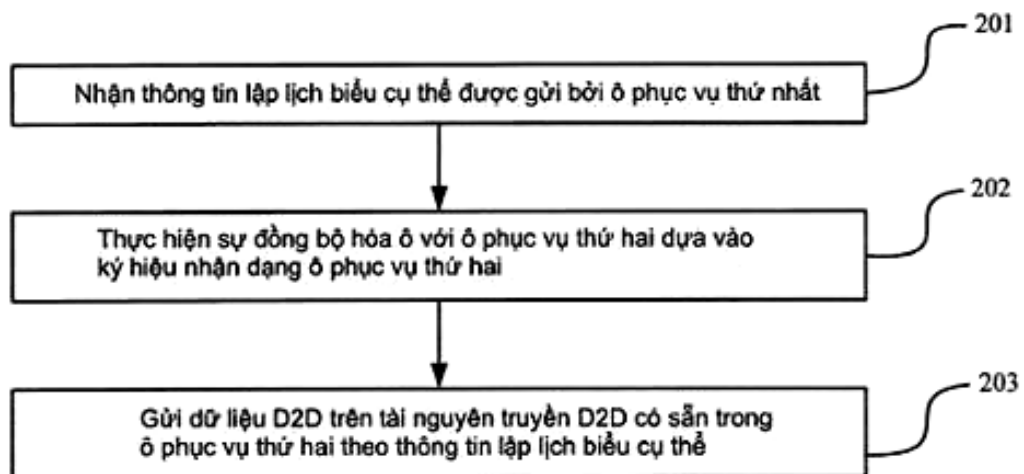 201
Nhận thông tin lập lịch biểu cụ thể được gửi bởi ô phục vụ thứ nhất
202
Thực hiện sự đồng bộ hóa ô với ô phục vụ thứ hai dựa vào
ký hiệu nhận dạng ô phục vụ thứ hai
203
Gửi dữ liệu D2D trên tài nguyên truyền D2D có sẵn trong
ô phục vụ thứ hai theo thông tin lập lịch biểu cụ thể